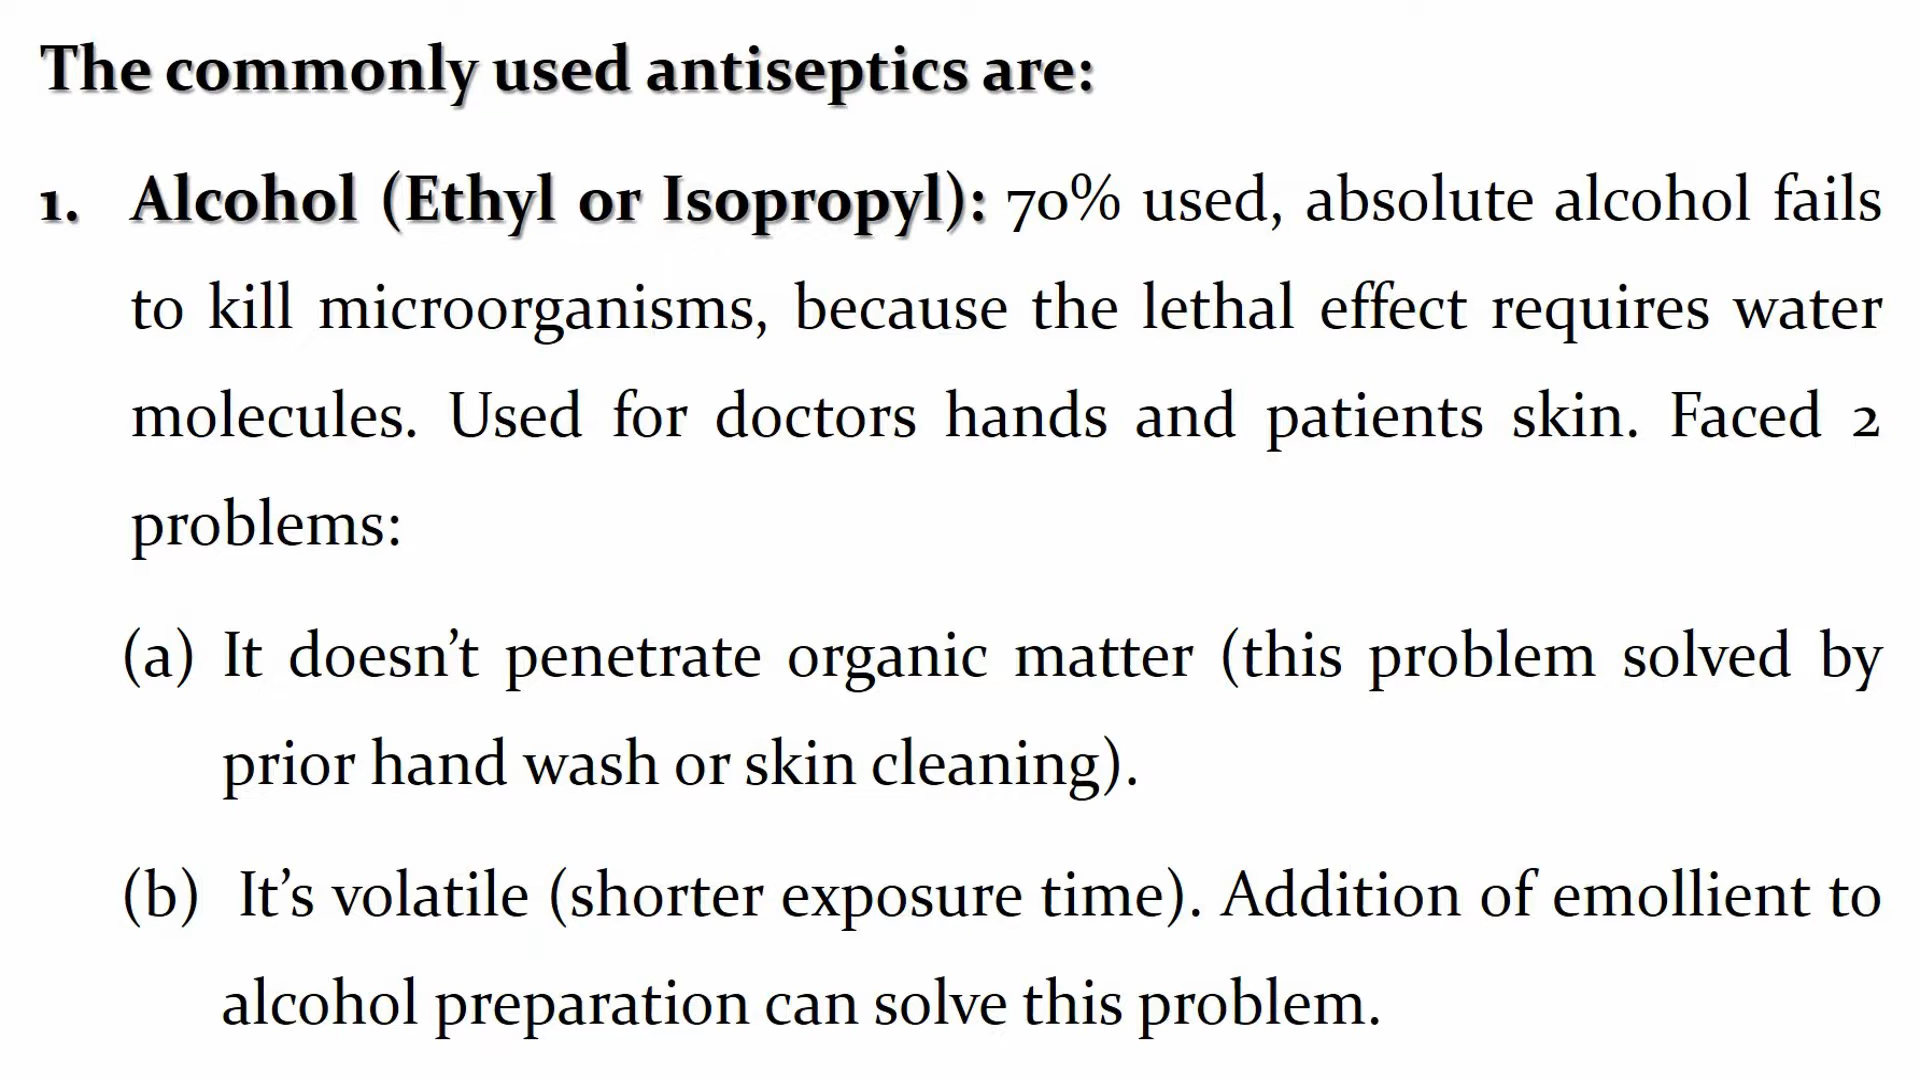 The commonly used antiseptics are:
1. Alcohol (Ethyl or Isopropyl): 70% used, absolute alcohol fails
to kill microorganisms, because the lethal effect requires water
molecules. Used for doctors hands and patients skin. Faced 2
problems:
(a) It doesn’t penetrate organic matter (this problem solved by
prior hand wash or skin cleaning).
(b) It’s volatile (shorter exposure time). Addition of emollient to
alcohol preparation can solve this problem.